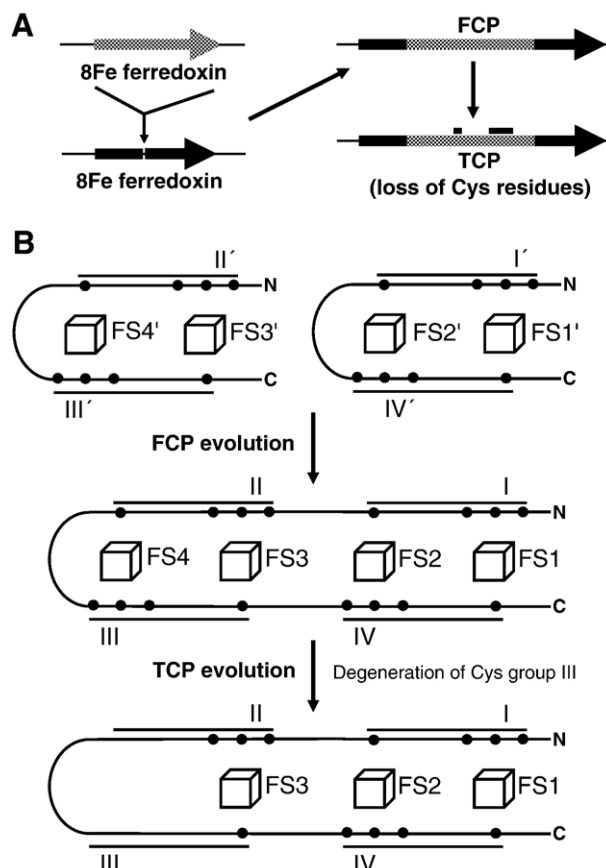 A
8Fe ferredoxin
8Fe ferredoxin
FCP
TCP
(loss of Cys residues)
B
II´
N
FS4' FS3'
C
III´
I´
N
FS2' FS1'
C
IV´
FCP evolution
II I
N
FS4 FS3 FS2 FS1
C
III IV
TCP evolution Degeneration of Cys group III
II I
N
FS3 FS2 FS1
C
III IV